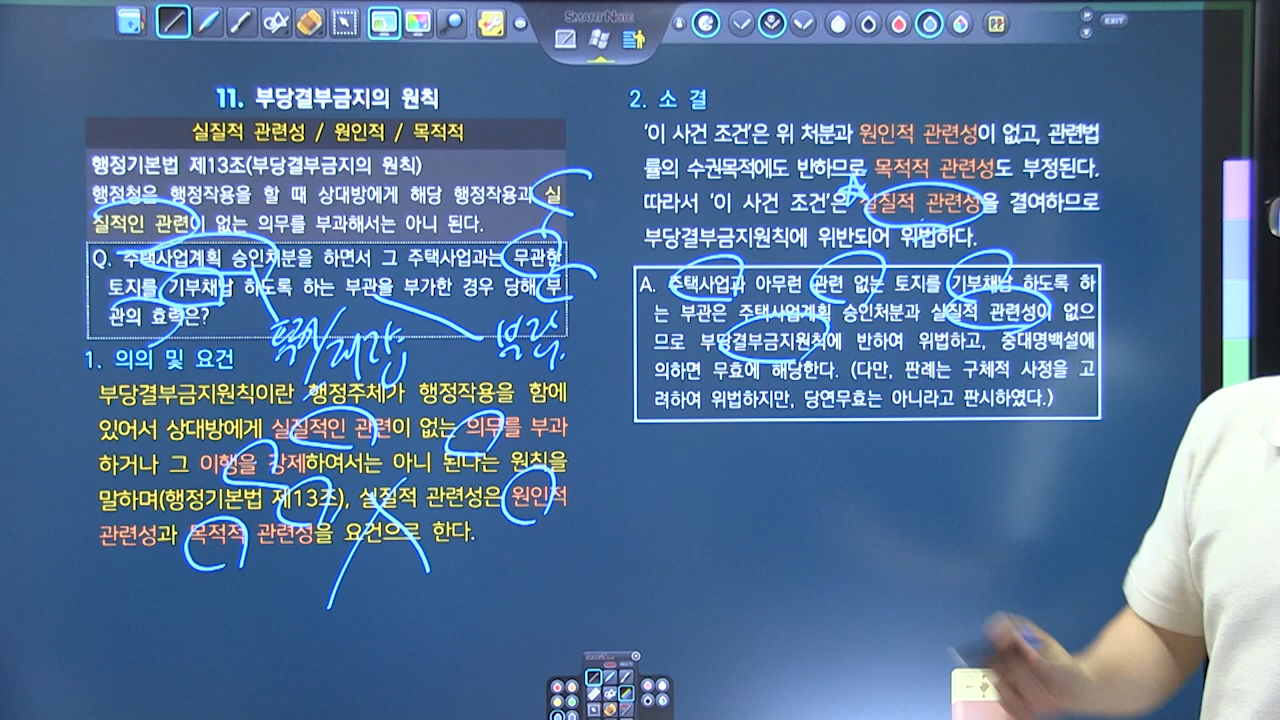 SMARTNOTE
EXIT
11. 부당결부금지의 원칙
실질적 관련성 / 원인적 / 목적적
행정기본법 제13조(부당결부금지의 원칙)
행정청은 행정작용을 할 때 상대방에게 해당 행정작용과 실
질적인 관련이 없는 의무를 부과해서는 아니 된다.
Q. 주택사업계획 승인처분을 하면서 그 주택사업과는 무관한
토지를 기부채납 하도록 하는 부관을 부가한 경우 당해 부
관의 효력은?
특허/재량
부관
1. 의의 및 요건
부당결부금지원칙이란 행정주체가 행정작용을 함에
있어서 상대방에게 실질적인 관련이 없는 의무를 부과
하거나 그 이행을 강제하여서는 아니 된다는 원칙을
말하며(행정기본법 제13조), 실질적 관련성은 원인적
관련성과 목적적 관련성을 요건으로 한다.
2. 소 결
'이 사건 조건'은 위 처분과 원인적 관련성이 없고, 관련법
률의 수권목적에도 반하므로 목적적 관련성도 부정된다.
따라서 '이 사건 조건'은 실질적 관련성을 결여하므로
부당결부금지원칙에 위반되어 위법하다.
A. 주택사업과 아무런 관련 없는 토지를 기부채납 하도록 하
는 부관은 주택사업계획 승인처분과 실질적 관련성이 없으
므로 부당결부금지원칙에 반하여 위법하고, 중대명백설에
의하면 무효에 해당한다. (다만, 판례는 구체적 사정을 고
려하여 위법하지만, 당연무효는 아니라고 판시하였다.)